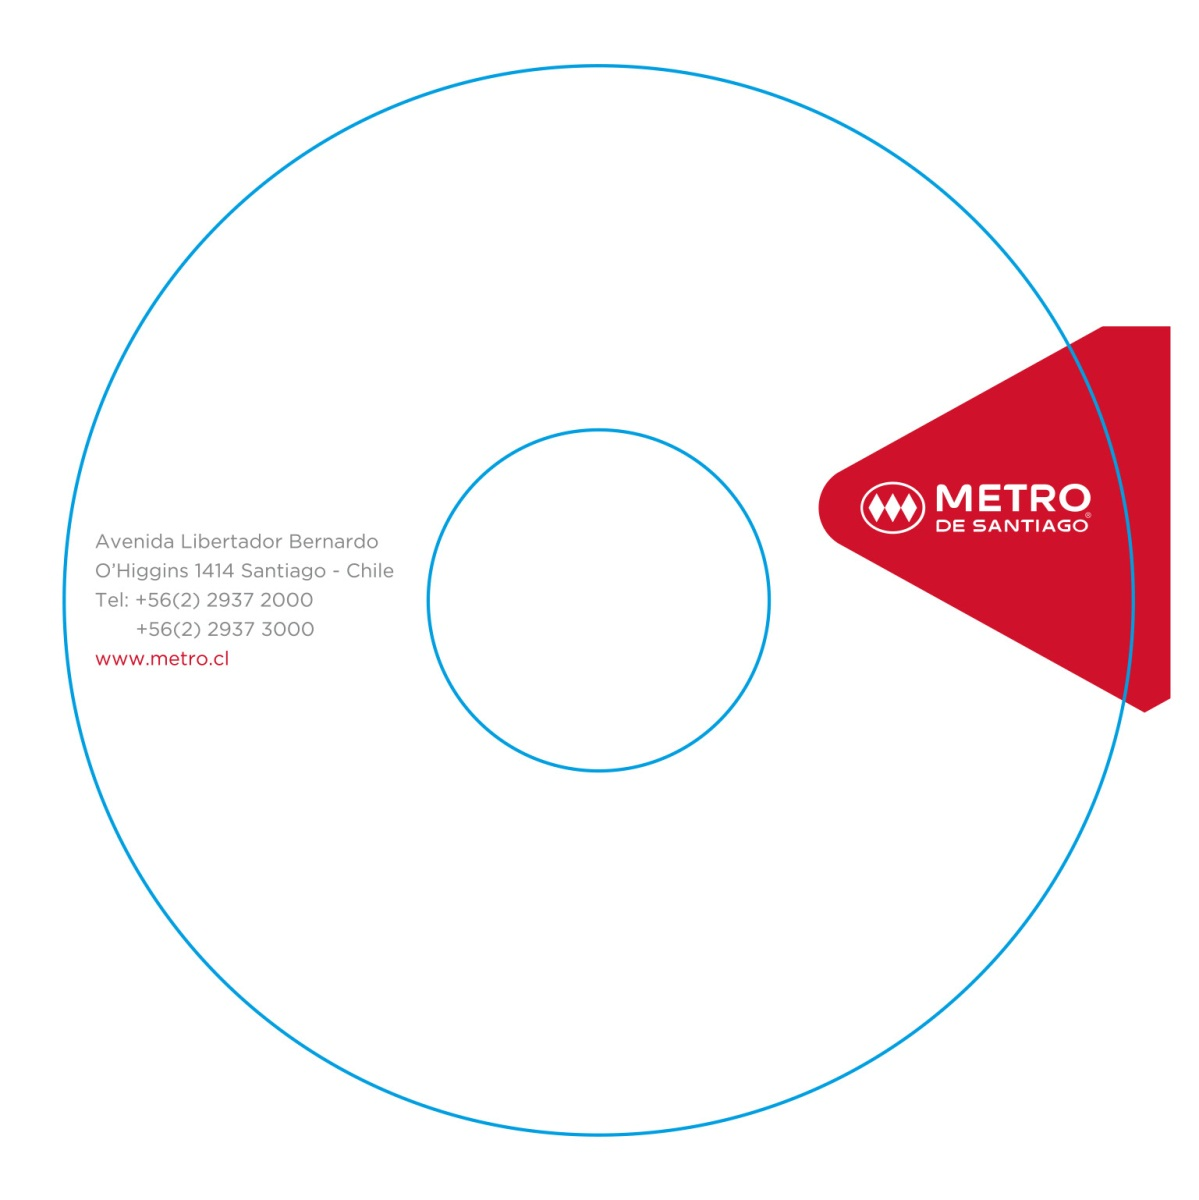 METRO
DE SANTIAGO®
Avenida Libertador Bernardo
O’Higgins 1414 Santiago - Chile
Tel: +56(2) 2937 2000
+56(2) 2937 3000
www.metro.cl